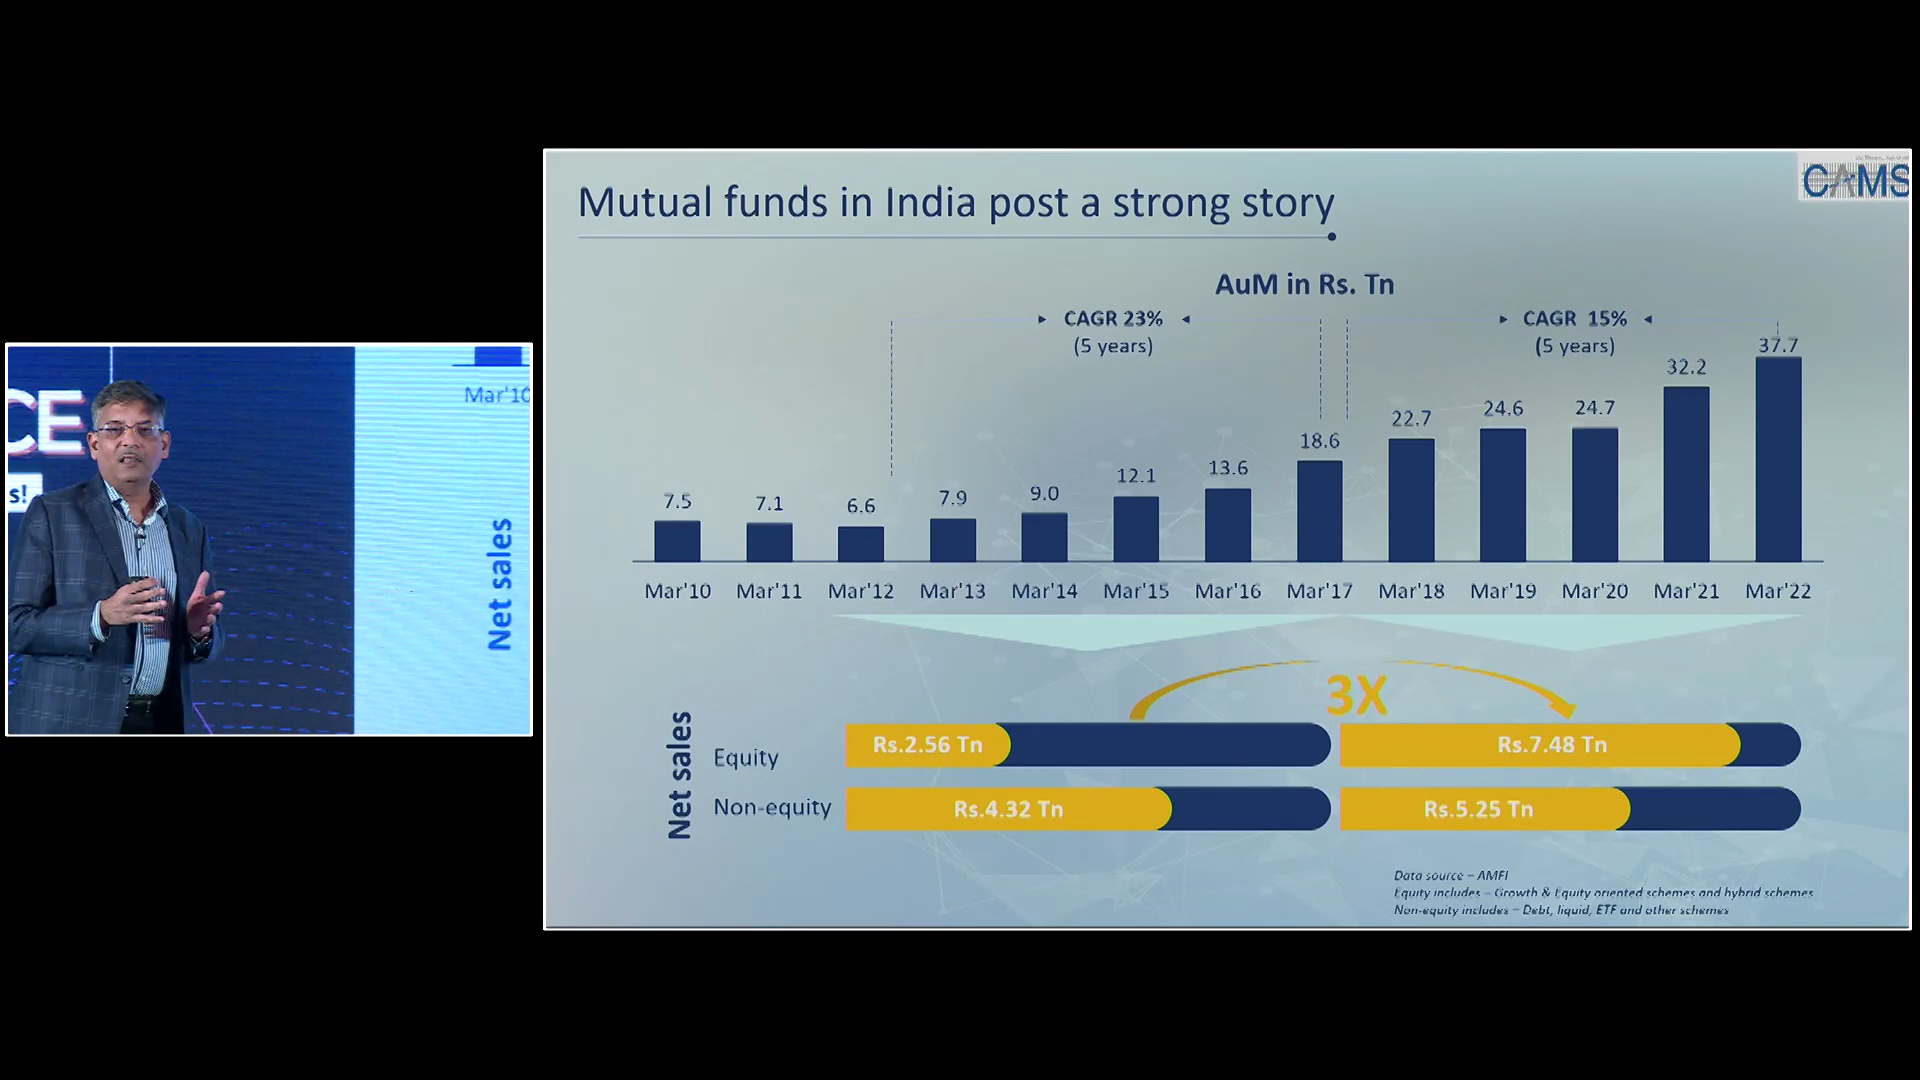 CE
s!
Mar'10
Net sales
CAMS
Mutual funds in India post a strong story
AuM in Rs. Tn
CAGR 23%
(5 years)
CAGR 15%
(5 years)
7.5
7.1
6.6
7.9
9.0
12.1
13.6
18.6
22.7
24.6
24.7
32.2
37.7
Mar'10
Mar'11
Mar'12
Mar'13
Mar'14
Mar'15
Mar'16
Mar'17
Mar'18
Mar'19
Mar'20
Mar'21
Mar'22
3X
Net sales
Equity
Rs.2.56 Tn
Rs.7.48 Tn
Non-equity
Rs.4.32 Tn
Rs.5.25 Tn
Data source – AMFI
Equity includes – Growth & Equity oriented schemes and hybrid schemes
Non-equity includes – Debt, liquid, ETF and other schemes